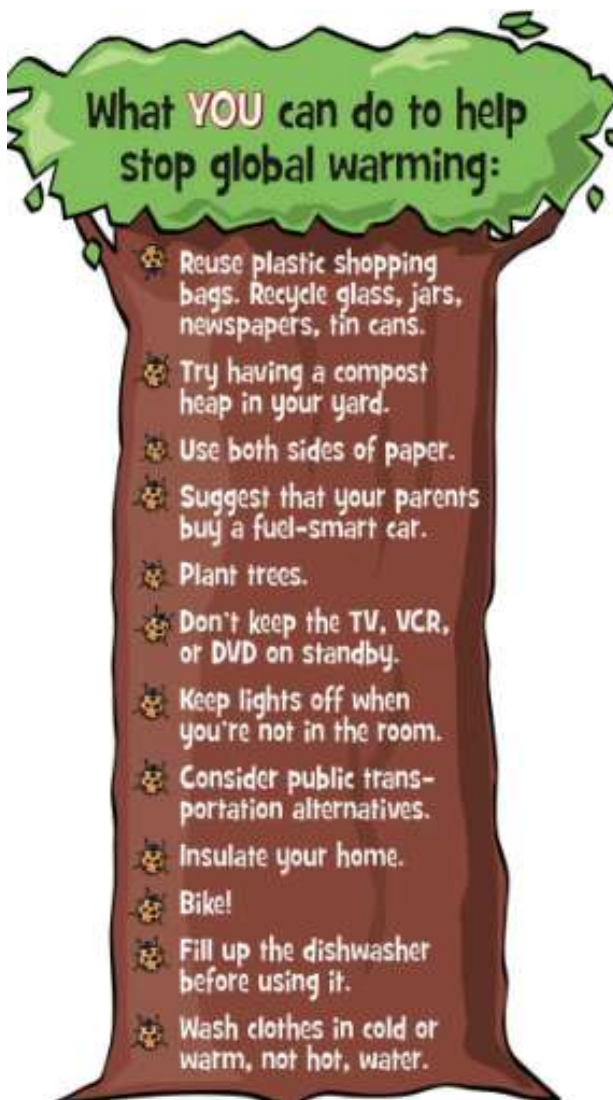 What YOU can do to help
stop global warming:
Reuse plastic shopping
bags. Recycle glass, jars,
newspapers, tin cans.
Try having a compost
heap in your yard.
Use both sides of paper.
Suggest that your parents
buy a fuel-smart car.
Plant trees.
Don't keep the TV, VCR,
or DVD on standby.
Keep lights off when
you're not in the room.
Consider public trans-
portation alternatives.
Insulate your home.
Bike!
Fill up the dishwasher
before using it.
Wash clothes in cold or
warm, not hot, water.